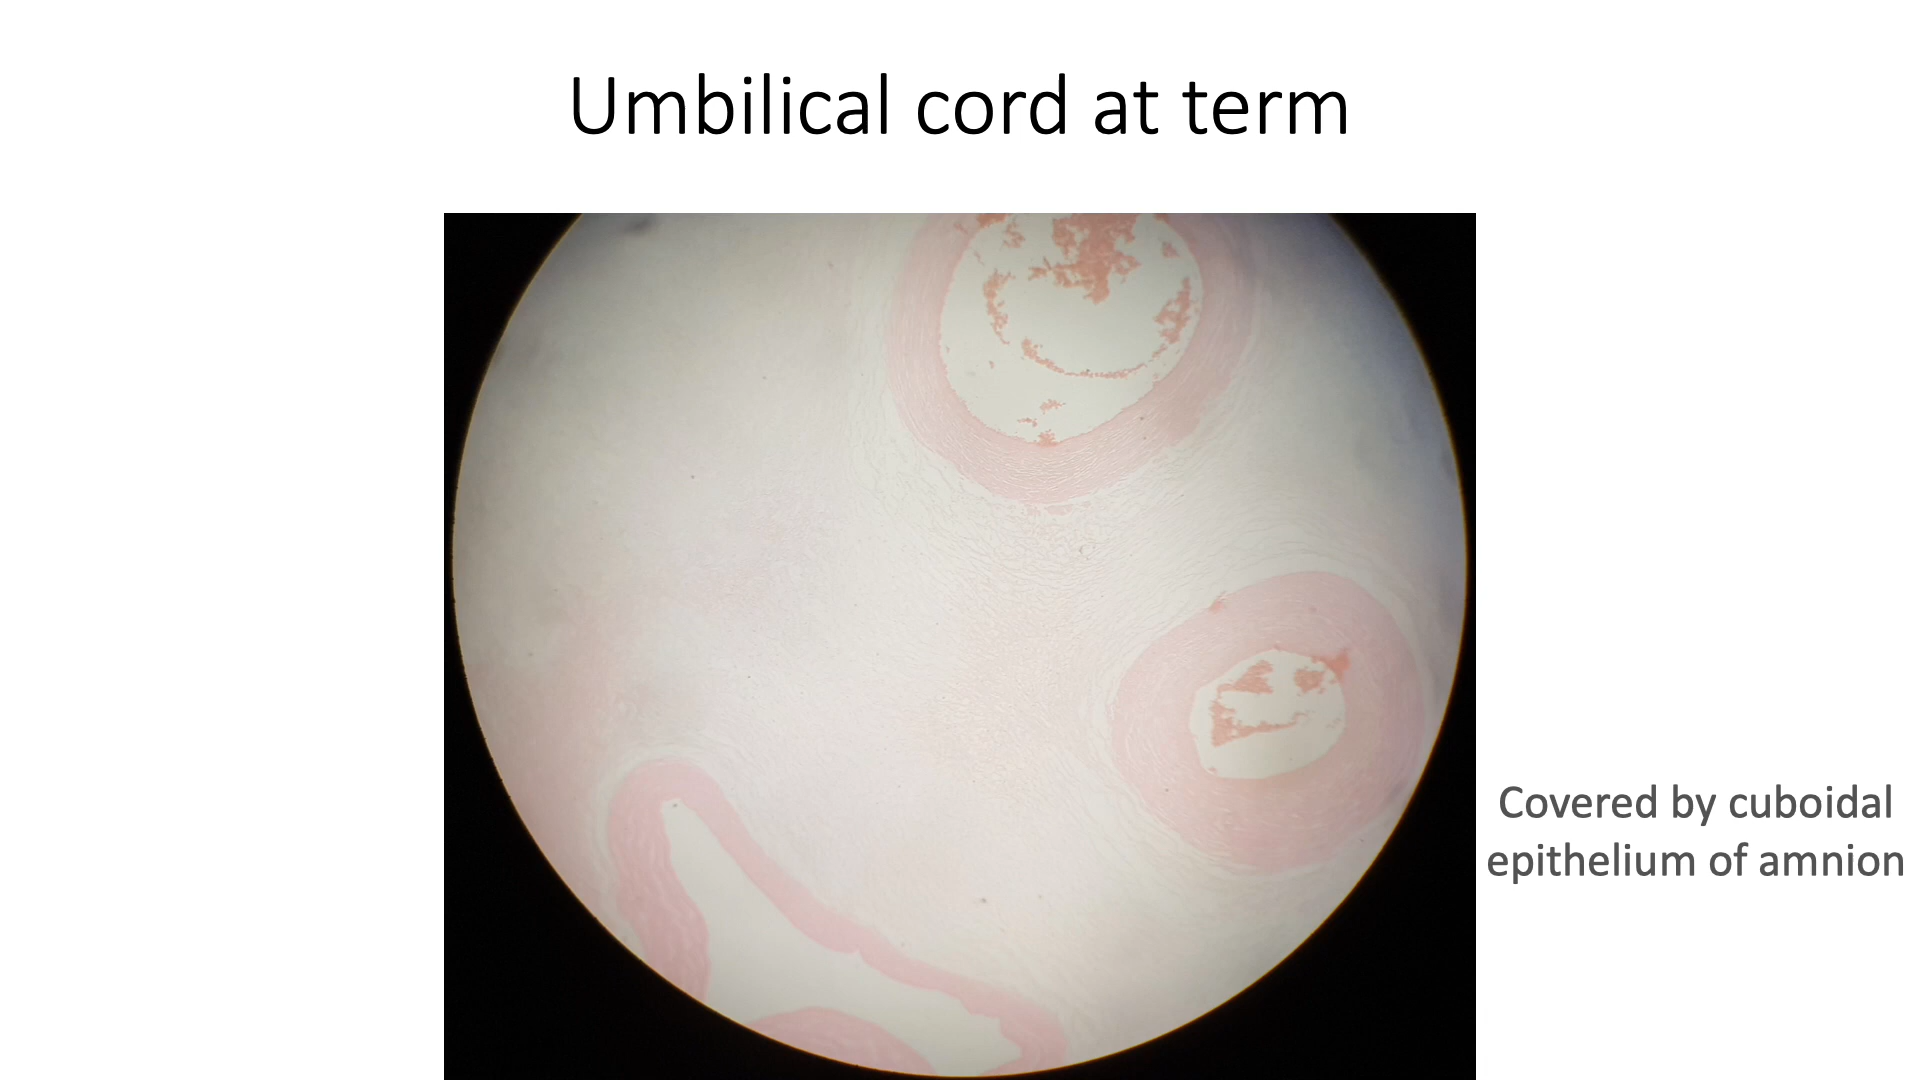 Umbilical cord at term
Covered by cuboidal
epithelium of amnion